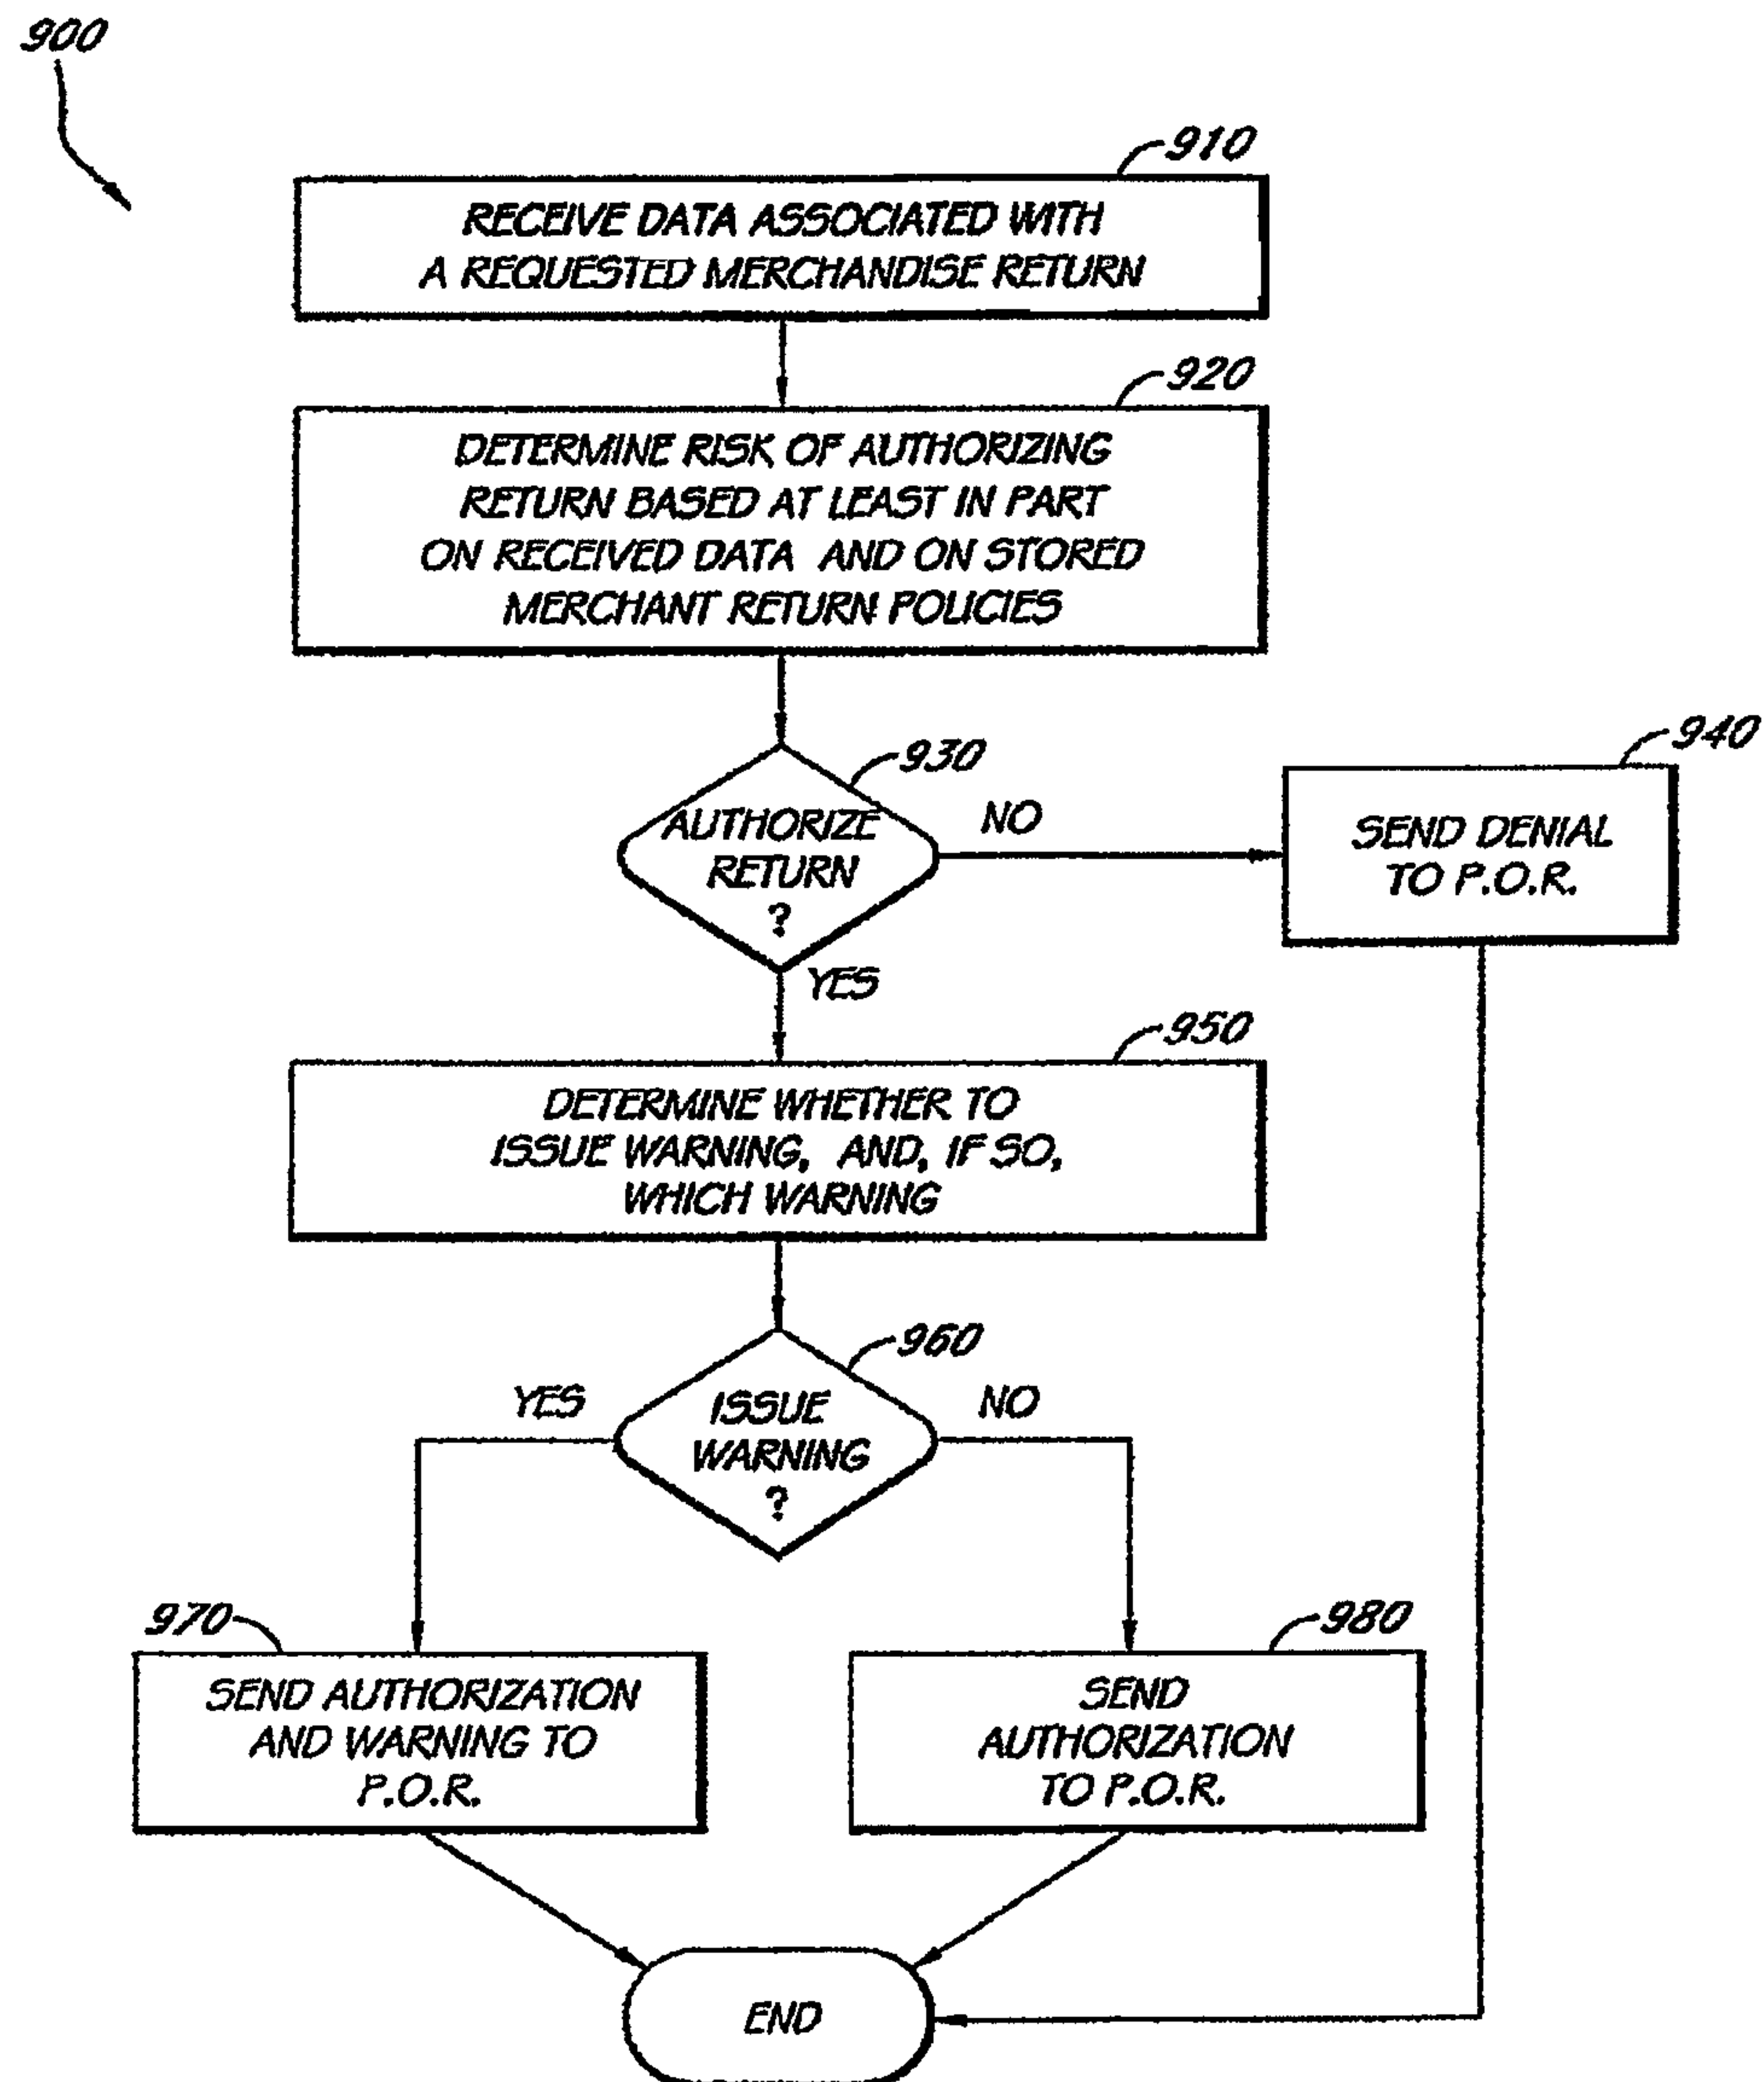 900
910
RECEIVE DATA ASSOCIATED WITH
A REQUESTED MERCHANDISE RETURN
920
DETERMINE RISK OF AUTHORIZING
RETURN BASED AT LEAST IN PART
ON RECEIVED DATA AND ON STORED
MERCHANT RETURN POLICIES
930
AUTHORIZE
RETURN
?
NO
YES
940
SEND DENIAL
TO P.O.R.
950
DETERMINE WHETHER TO
ISSUE WARNING, AND, IF SO,
WHICH WARNING
960
ISSUE
WARNING
?
YES
NO
970
SEND AUTHORIZATION
AND WARNING TO
P.O.R.
980
SEND
AUTHORIZATION
TO P.O.R.
END